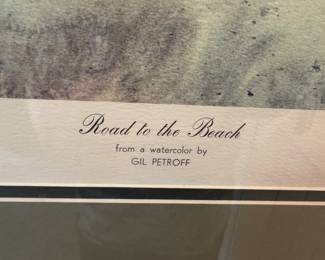 Road to the Beach
from a watercolor by
GIL PETROFF